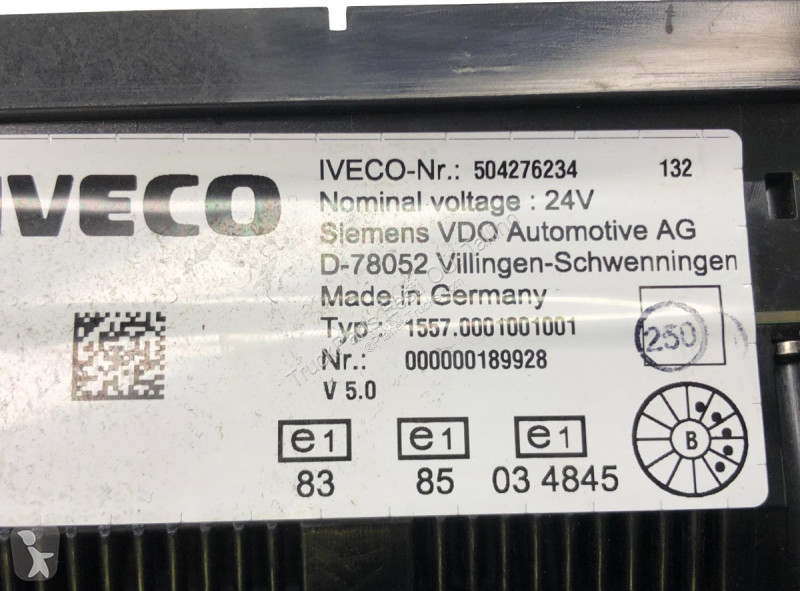 IVECO
IVECO-Nr.: 504276234 132
Nominal voltage : 24V
Siemens VDO Automotive AG
D-78052 Villingen-Schwenningen
Made in Germany
Typ : 1557.0001001001
250
Nr.: 000000189928
V 5.0
e1 e1 e1
B
83 85 03 4845